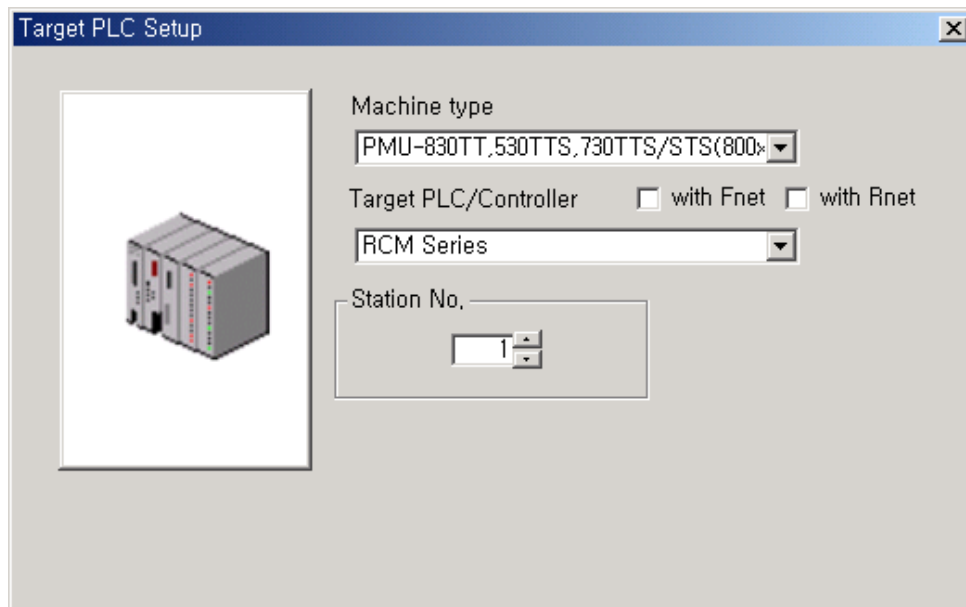 Target PLC Setup
Machine type
PMU-830TT,530TTS,730TTS/STS(800x
Target PLC/Controller with Fnet with Rnet
RCM Series
Station No.
1